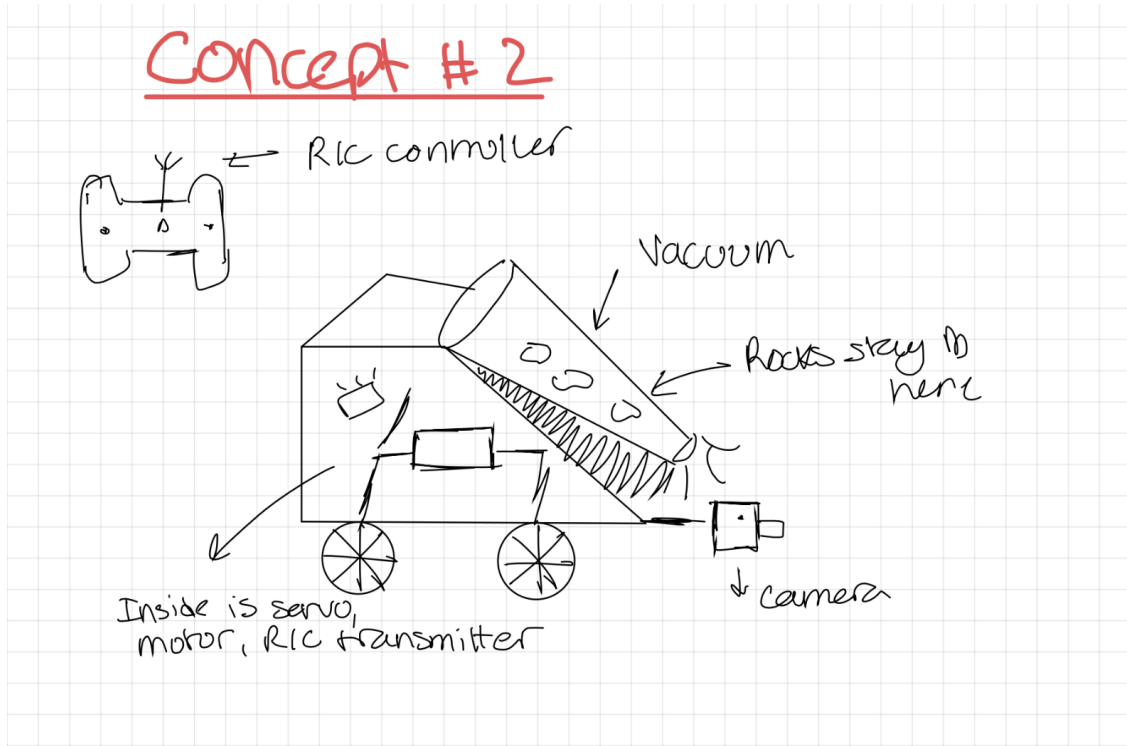 Concept # 2
R/C controller
Vacuum
Rocks stay in
here
camera
Inside is servo,
motor, R/C transmitter